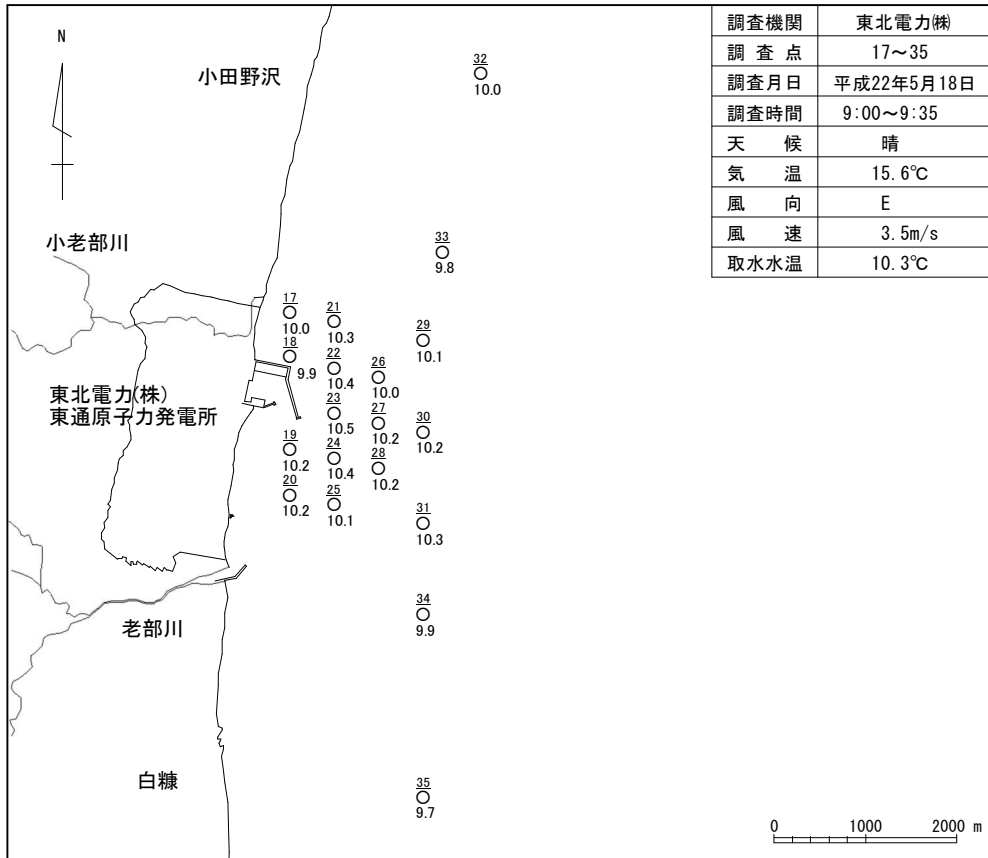 調査機関 東北電力㈱
調査点 17～35
調査月日 平成22年5月18日
調査時間 9:00～9:35
天候 晴
気温 15.6℃
風向 E
風速 3.5m/s
取水水温 10.3℃
N
小田野沢
32
10.0
小老部川
33
9.8
17
10.0
21
10.3
29
10.1
18
9.9
22
10.4
26
10.0
東北電力(株)
東通原子力発電所
23
10.5
27
10.2
30
10.2
19
10.2
24
10.4
28
10.2
20
10.2
25
10.1
31
10.3
34
9.9
老部川
白糠
35
9.7
0 1000 2000 m